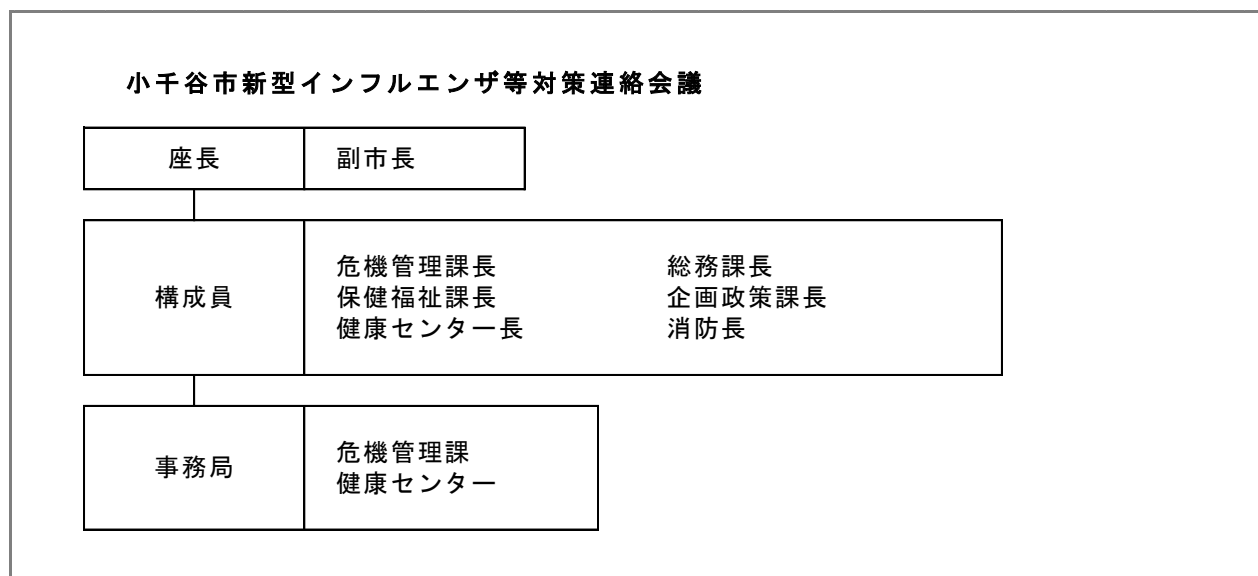 小千谷市新型インフルエンザ等対策連絡会議
座長 副市長
構成員
危機管理課長 総務課長
保健福祉課長 企画政策課長
健康センター長 消防長
事務局
危機管理課
健康センター